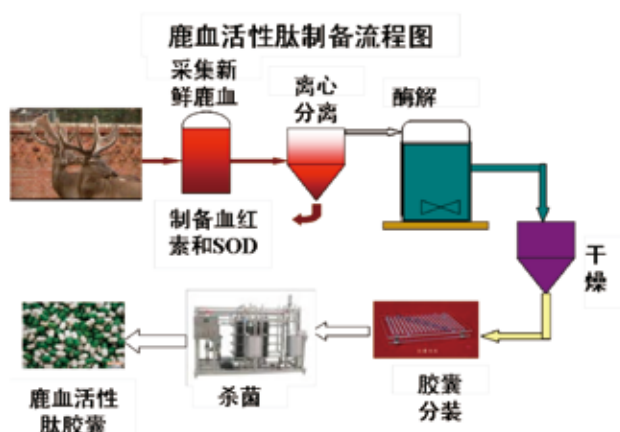 鹿血活性肽制备流程图
采集新
鲜鹿血
离心
分离
酶解
制备血红
素和SOD
干
燥
胶囊
分装
杀菌
鹿血活性
肽胶囊